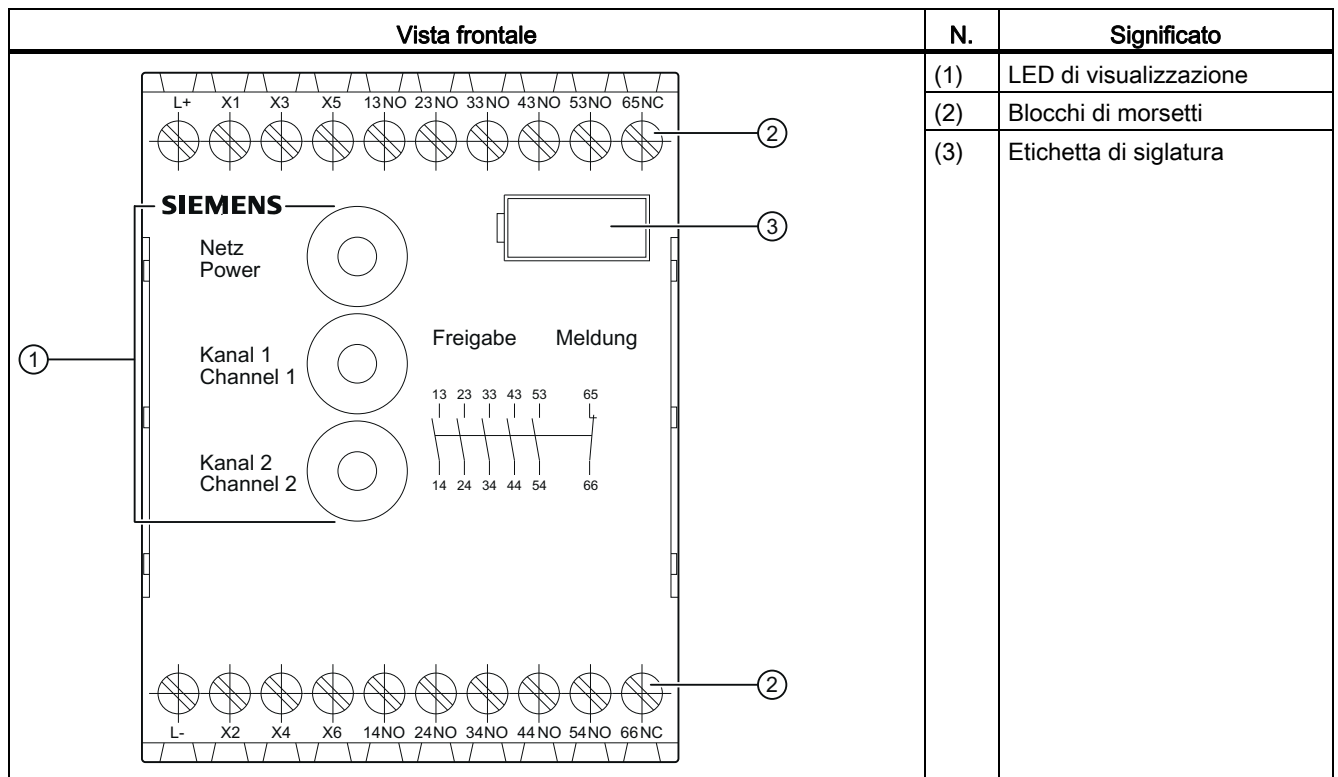 Vista frontale N. Significato
(1) LED di visualizzazione
(2) Blocchi di morsetti
(3) Etichetta di siglatura
L+ X1 X3 X5 13NO 23NO 33NO 43NO 53NO 65NC
2
SIEMENS
3
Netz
Power
Freigabe Meldung
1
Kanal 1
Channel 1
13 23 33 43 53 65
Kanal 2
Channel 2
14 24 34 44 54 66
2
L- X2 X4 X6 14NO 24NO 34NO 44NO 54NO 66NC